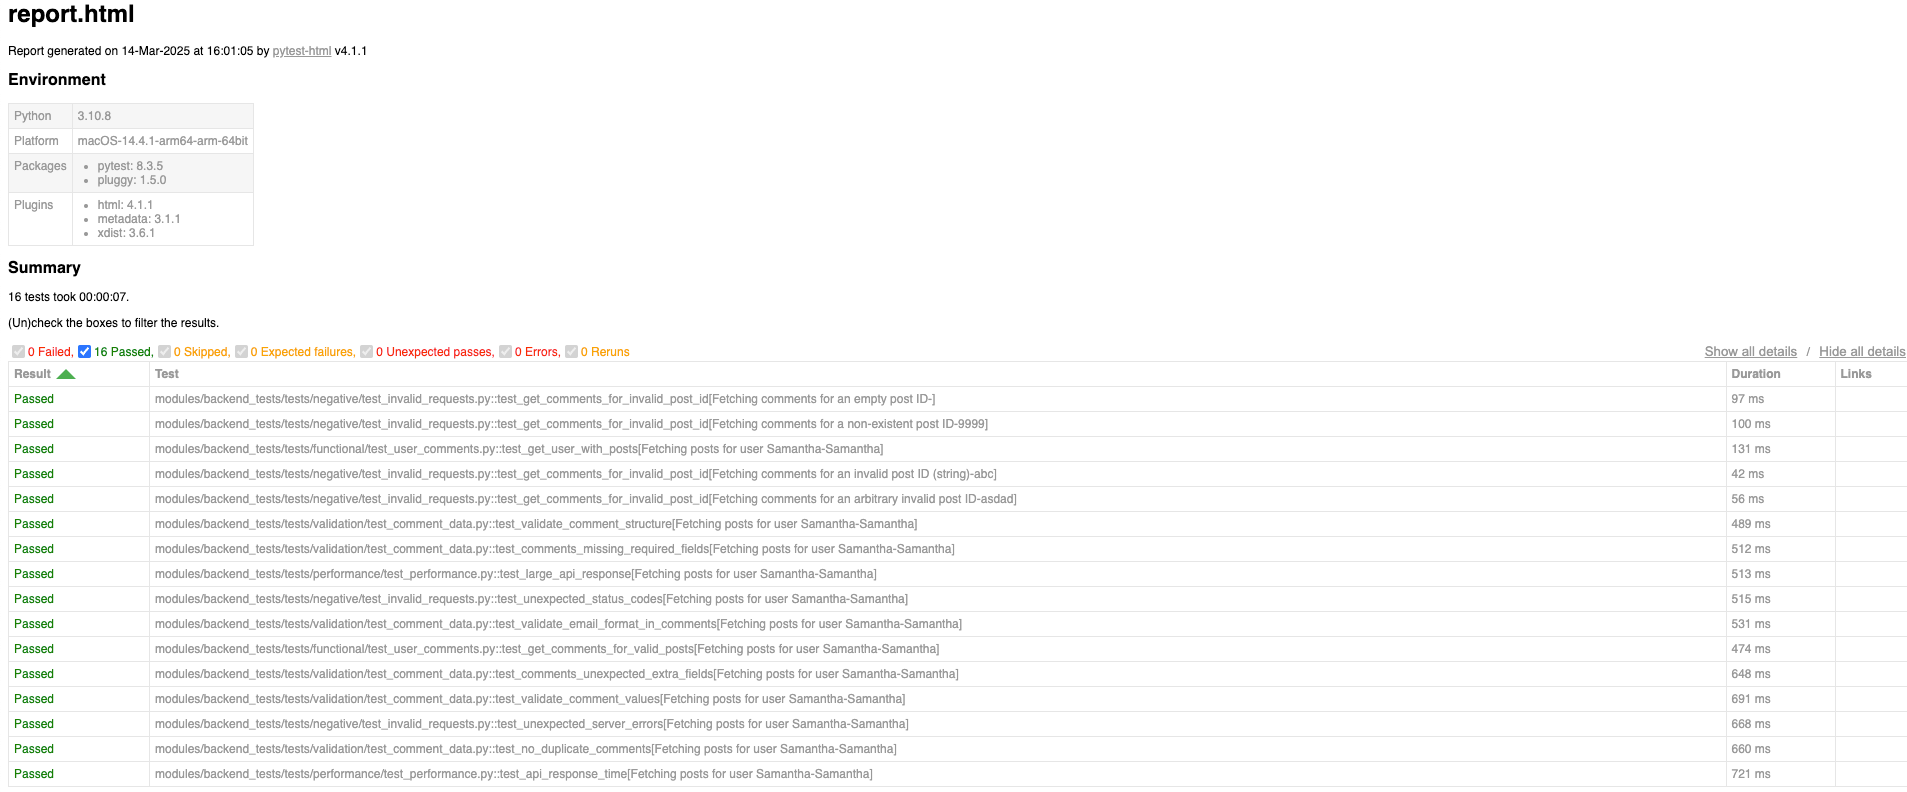 report.html
Report generated on 14-Mar-2025 at 16:01:05 by pytest-html v4.1.1
Environment
Python 3.10.8
Platform macOS-14.4.1-arm64-arm-64bit
Packages
pytest: 8.3.5
pluggy: 1.5.0
Plugins
html: 4.1.1
metadata: 3.1.1
xdist: 3.6.1
Summary
16 tests took 00:00:07.
(Un)check the boxes to filter the results.
0 Failed, 16 Passed, 0 Skipped, 0 Expected failures, 0 Unexpected passes, 0 Errors, 0 Reruns Show all details / Hide all details
Result Test Duration Links
Passed modules/backend_tests/tests/negative/test_invalid_requests.py::test_get_comments_for_invalid_post_id[Fetching comments for an empty post ID-] 97 ms
Passed modules/backend_tests/tests/negative/test_invalid_requests.py::test_get_comments_for_invalid_post_id[Fetching comments for a non-existent post ID-9999] 100 ms
Passed modules/backend_tests/tests/functional/test_user_comments.py::test_get_user_with_posts[Fetching posts for user Samantha-Samantha] 131 ms
Passed modules/backend_tests/tests/negative/test_invalid_requests.py::test_get_comments_for_invalid_post_id[Fetching comments for an invalid post ID (string)-abc] 42 ms
Passed modules/backend_tests/tests/negative/test_invalid_requests.py::test_get_comments_for_invalid_post_id[Fetching comments for an arbitrary invalid post ID-asdad] 56 ms
Passed modules/backend_tests/tests/validation/test_comment_data.py::test_validate_comment_structure[Fetching posts for user Samantha-Samantha] 489 ms
Passed modules/backend_tests/tests/validation/test_comment_data.py::test_comments_missing_required_fields[Fetching posts for user Samantha-Samantha] 512 ms
Passed modules/backend_tests/tests/performance/test_performance.py::test_large_api_response[Fetching posts for user Samantha-Samantha] 513 ms
Passed modules/backend_tests/tests/negative/test_invalid_requests.py::test_unexpected_status_codes[Fetching posts for user Samantha-Samantha] 515 ms
Passed modules/backend_tests/tests/validation/test_comment_data.py::test_validate_email_format_in_comments[Fetching posts for user Samantha-Samantha] 531 ms
Passed modules/backend_tests/tests/functional/test_user_comments.py::test_get_comments_for_valid_posts[Fetching posts for user Samantha-Samantha] 474 ms
Passed modules/backend_tests/tests/validation/test_comment_data.py::test_comments_unexpected_extra_fields[Fetching posts for user Samantha-Samantha] 648 ms
Passed modules/backend_tests/tests/validation/test_comment_data.py::test_validate_comment_values[Fetching posts for user Samantha-Samantha] 691 ms
Passed modules/backend_tests/tests/negative/test_invalid_requests.py::test_unexpected_server_errors[Fetching posts for user Samantha-Samantha] 668 ms
Passed modules/backend_tests/tests/validation/test_comment_data.py::test_no_duplicate_comments[Fetching posts for user Samantha-Samantha] 660 ms
Passed modules/backend_tests/tests/performance/test_performance.py::test_api_response_time[Fetching posts for user Samantha-Samantha] 721 ms